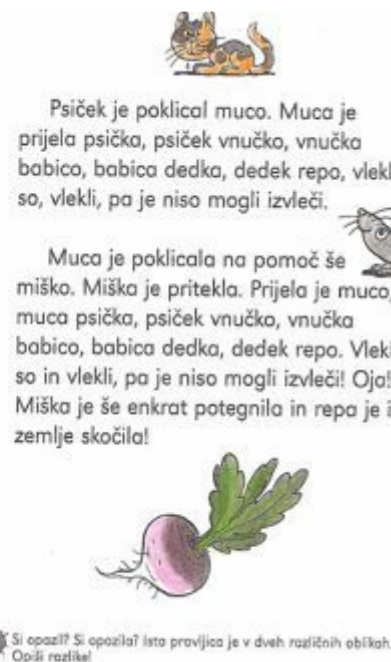 Psiček je poklical muco. Muca je
prijela psička, psiček vnučko, vnučka
babico, babica dedka, dedek repo, vlekl
so, vlekli, pa je niso mogli izvleči.
Muca je poklicala na pomoč še
miško. Miška je pritekla. Prijela je muco,
muca psička, psiček vnučko, vnučka
babico, babica dedka, dedek repo. Vlekl
so in vlekli, pa je niso mogli izvleči! Oja!
Miška je še enkrat potegnila in repa je i
zemlje skočila!
Si opazil? Si opazila? Ista pravljica je v dveh različnih oblikah
Opiši razlike!